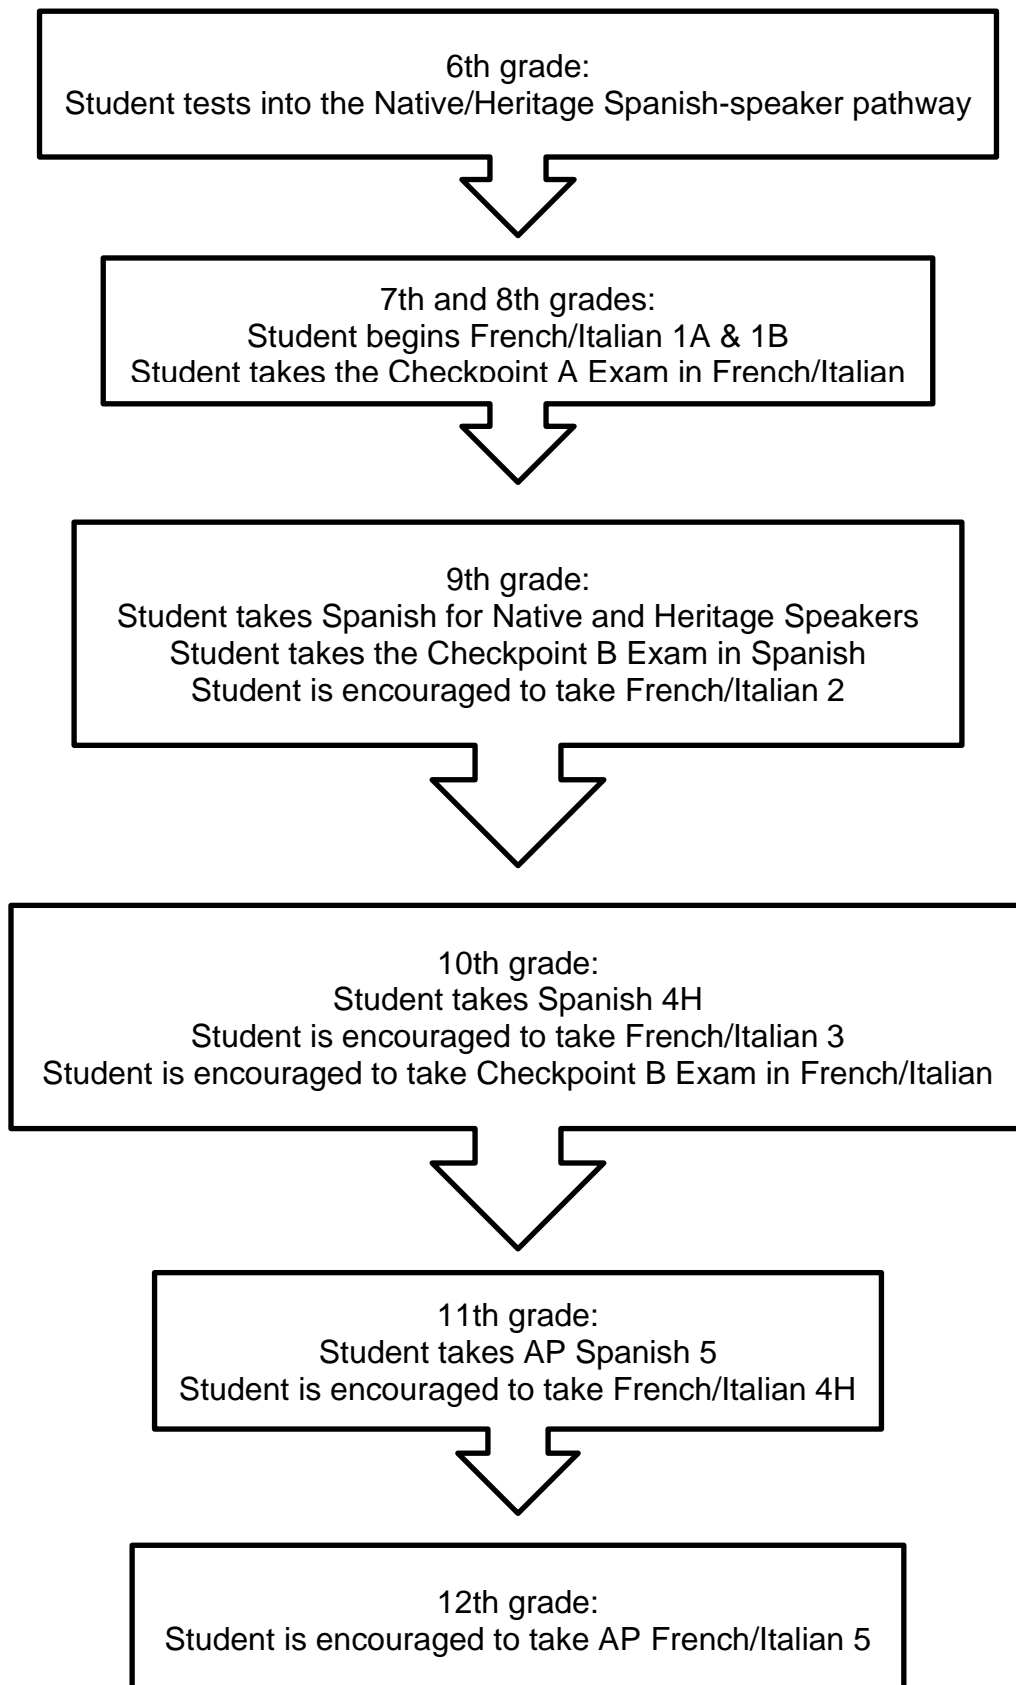 6th grade:
Student tests into the Native/Heritage Spanish-speaker pathway
7th and 8th grades:
Student begins French/Italian 1A & 1B
Student takes the Checkpoint A Exam in French/Italian
9th grade:
Student takes Spanish for Native and Heritage Speakers
Student takes the Checkpoint B Exam in Spanish
Student is encouraged to take French/Italian 2
10th grade:
Student takes Spanish 4H
Student is encouraged to take French/Italian 3
Student is encouraged to take Checkpoint B Exam in French/Italian
11th grade:
Student takes AP Spanish 5
Student is encouraged to take French/Italian 4H
12th grade:
Student is encouraged to take AP French/Italian 5